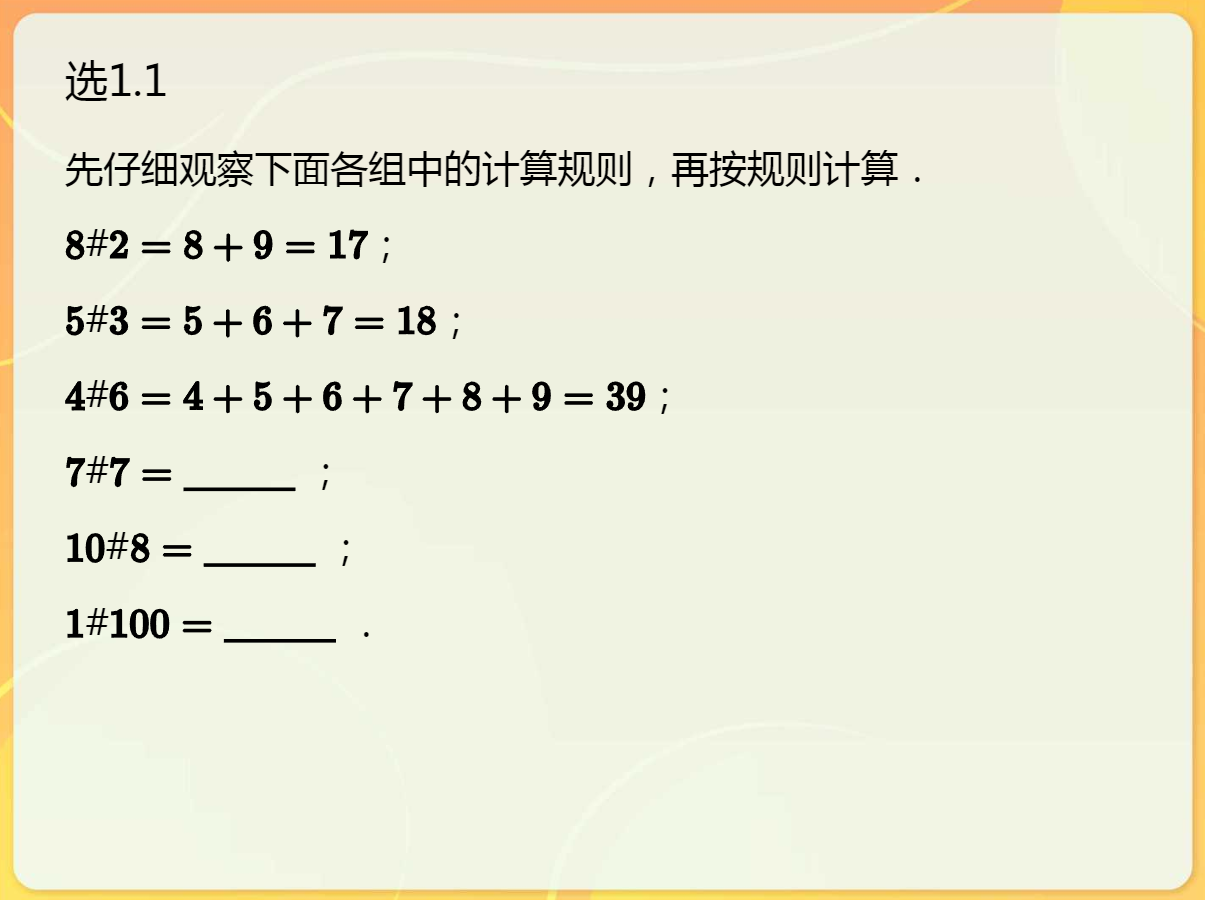 选1.1
先仔细观察下面各组中的计算规则，再按规则计算．
8#2 = 8 + 9 = 17；
5#3 = 5 + 6 + 7 = 18；
4#6 = 4 + 5 + 6 + 7 + 8 + 9 = 39；
7#7 = ______ ；
10#8 = ______ ；
1#100 = ______ ．